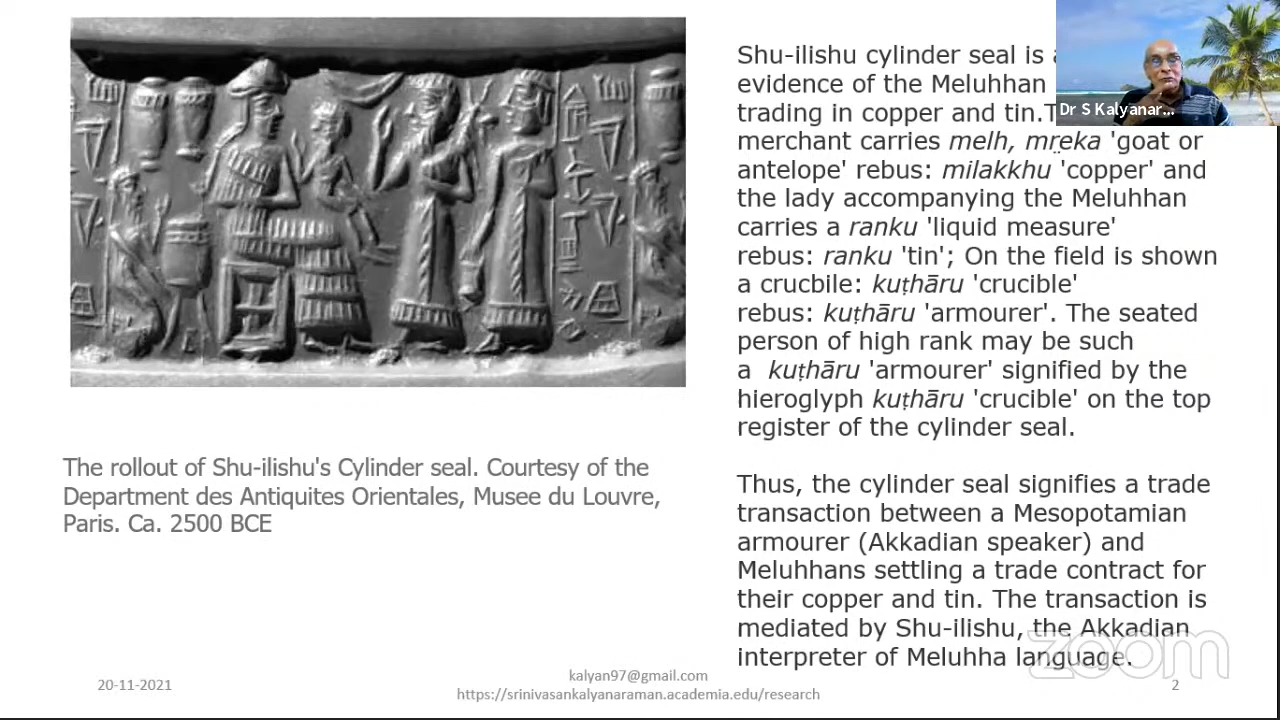 Shu-ilishu cylinder seal is
evidence of the Meluhhan
trading in copper and tin.
merchant carries melh, mr̤eka 'goat or
antelope' rebus: milakkhu 'copper' and
the lady accompanying the Meluhhan
carries a ranku 'liquid measure'
rebus: ranku 'tin'; On the field is shown
a crucbile: kuṭhāru 'crucible'
rebus: kuṭhāru 'armourer'. The seated
person of high rank may be such
a kuṭhāru 'armourer' signified by the
hieroglyph kuṭhāru 'crucible' on the top
register of the cylinder seal.
Thus, the cylinder seal signifies a trade
transaction between a Mesopotamian
armourer (Akkadian speaker) and
Meluhhans settling a trade contract for
their copper and tin. The transaction is
mediated by Shu-ilishu, the Akkadian
interpreter of Meluhha language.
Dr S Kalyanar...
The rollout of Shu-ilishu's Cylinder seal. Courtesy of the
Department des Antiquites Orientales, Musee du Louvre,
Paris. Ca. 2500 BCE
zoom
20-11-2021
kalyan97@gmail.com
https://srinivasankalyanaraman.academia.edu/research
2